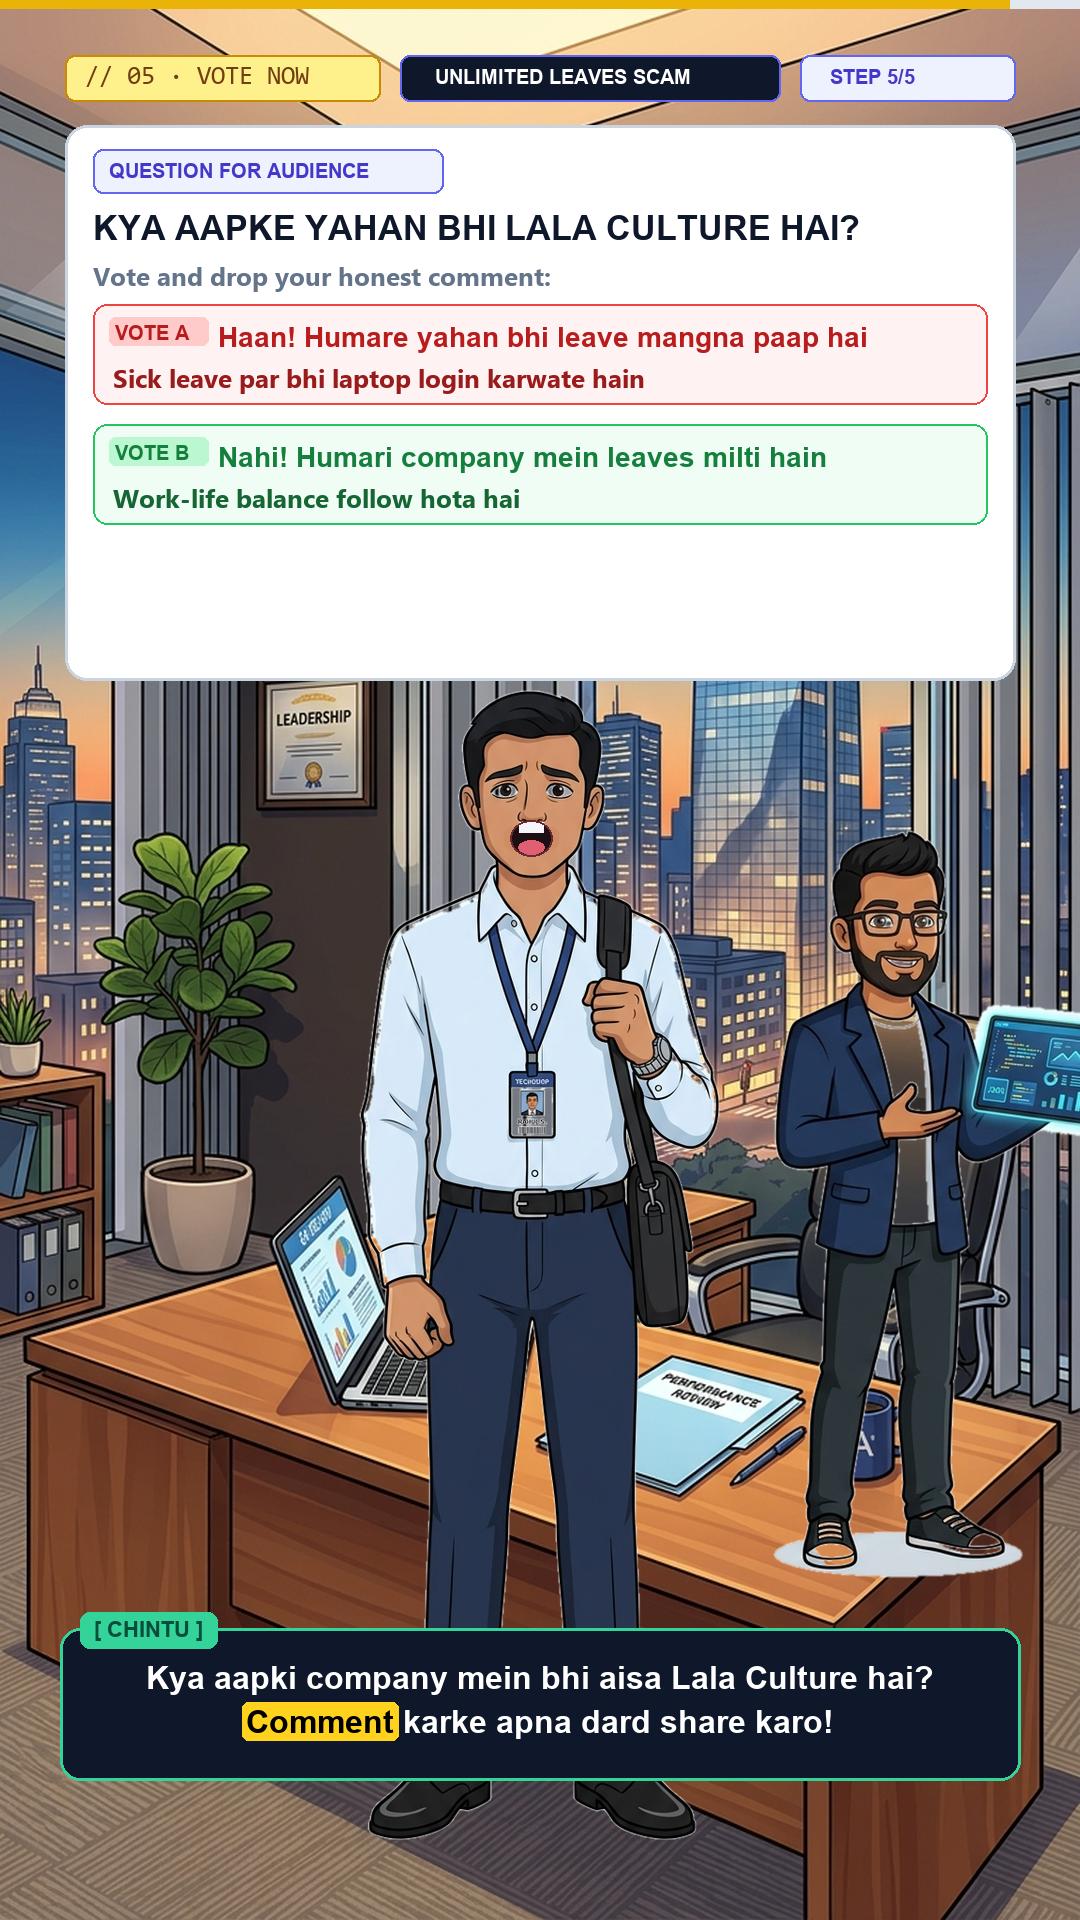 // 05 · VOTE NOW
UNLIMITED LEAVES SCAM
STEP 5/5
QUESTION FOR AUDIENCE
KYA AAPKE YAHAN BHI LALA CULTURE HAI?
Vote and drop your honest comment:
VOTE A Haan! Humare yahan bhi leave mangna paap hai
Sick leave par bhi laptop login karwate hain
VOTE B Nahi! Humari company mein leaves milti hain
Work-life balance follow hota hai
LEADERSHIP
PERFORMANCE
REVIEW
[ CHINTU ]
Kya aapki company mein bhi aisa Lala Culture hai?
Comment karke apna dard share karo!